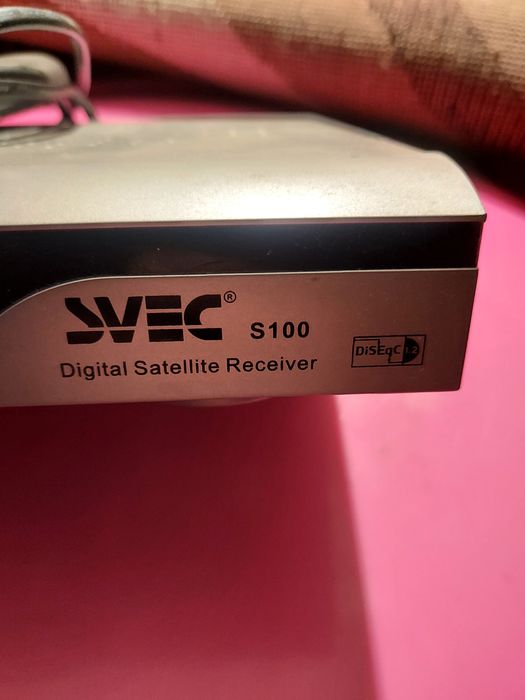 SVEC® S100
Digital Satellite Receiver
DiSEqC 1.2